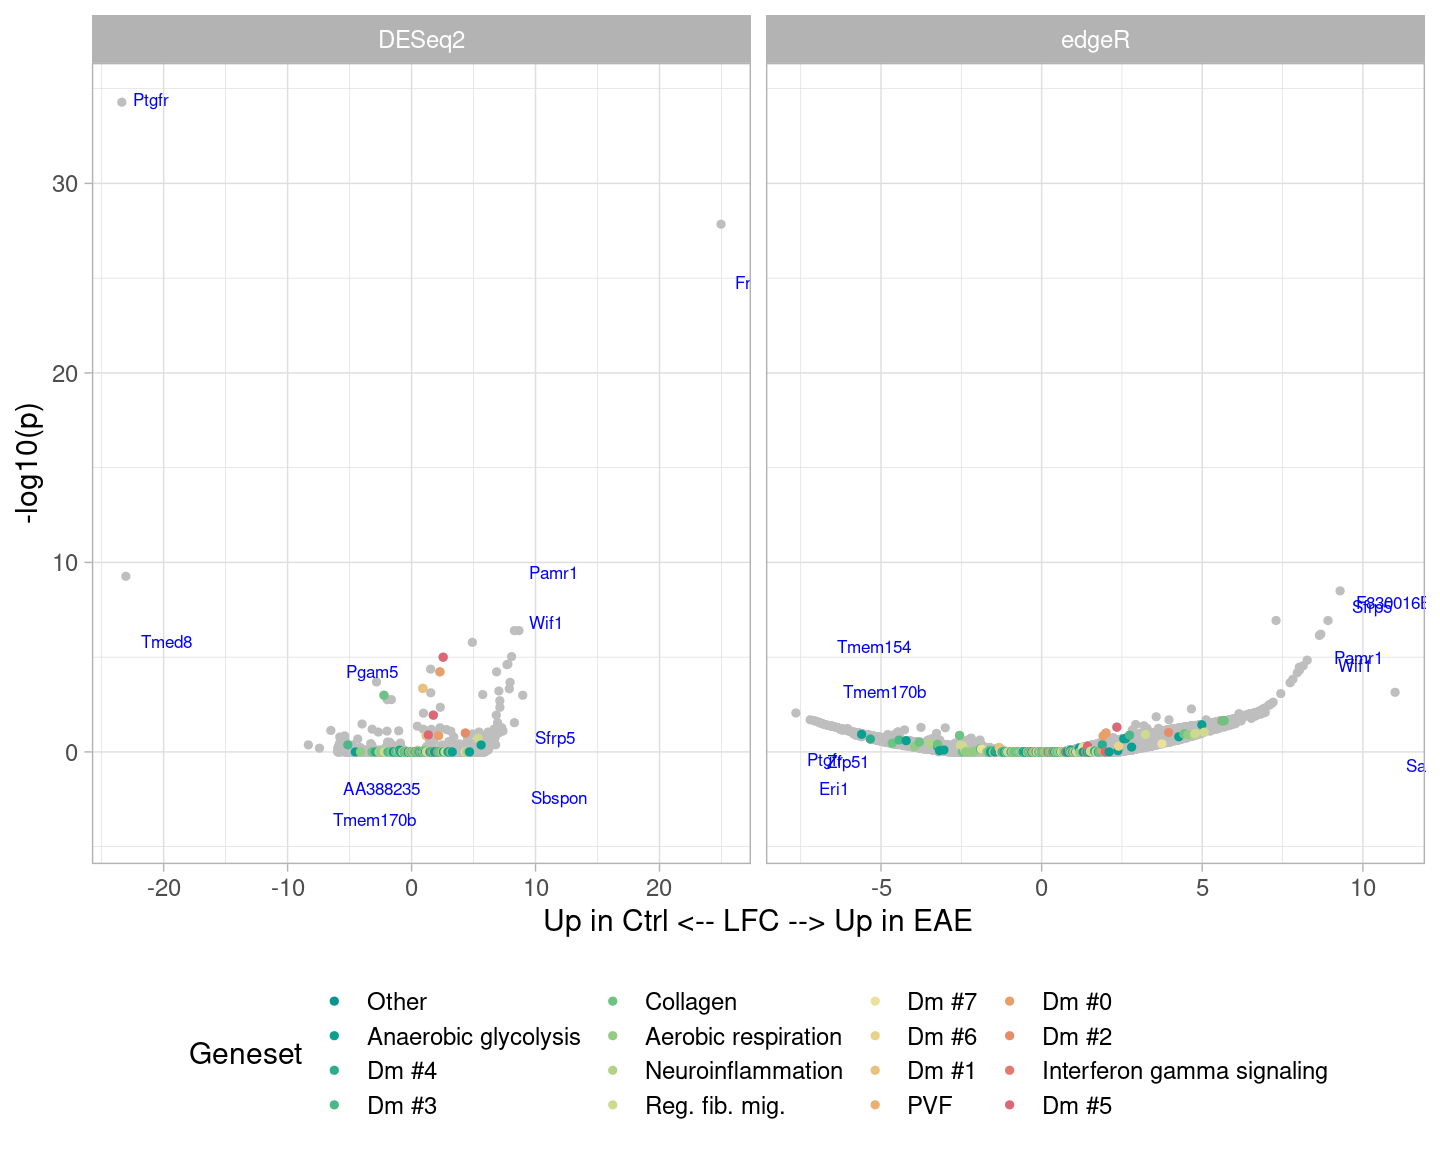 DESeq2
edgeR
Ptgfr
30
Fr
20
-log10(p)
10
Pamr1
Wif1
Tmed8
Pgam5
Sfrp5
0
AA388235
Sbspon
Tmem170b
Tmem154
Tmem170b
Ptgfr
Zfp51
Eri1
F830016B
Sfrp5
Pamr1
Wif1
Sa
-20 -10 0 10 20
-5 0 5 10
Up in Ctrl <-- LFC --> Up in EAE
Geneset
Other
Anaerobic glycolysis
Dm #4
Dm #3
Collagen
Aerobic respiration
Neuroinflammation
Reg. fib. mig.
Dm #7
Dm #6
Dm #1
PVF
Dm #0
Dm #2
Interferon gamma signaling
Dm #5